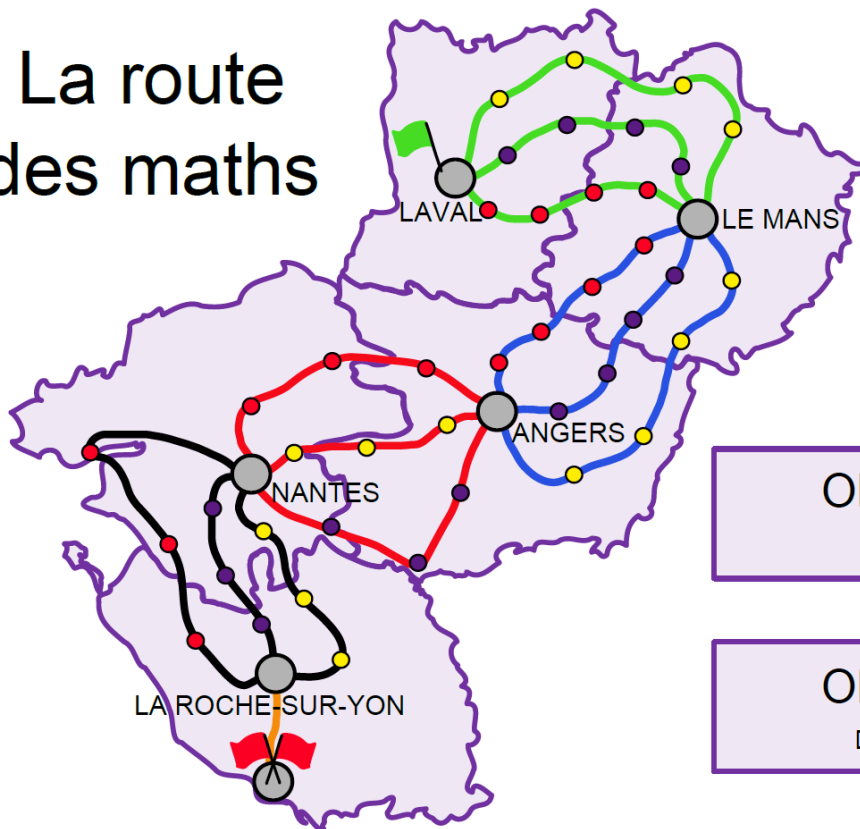 La route
des maths
LAVAL
LE MANS
ANGERS
NANTES
LA ROCHE-SUR-YON